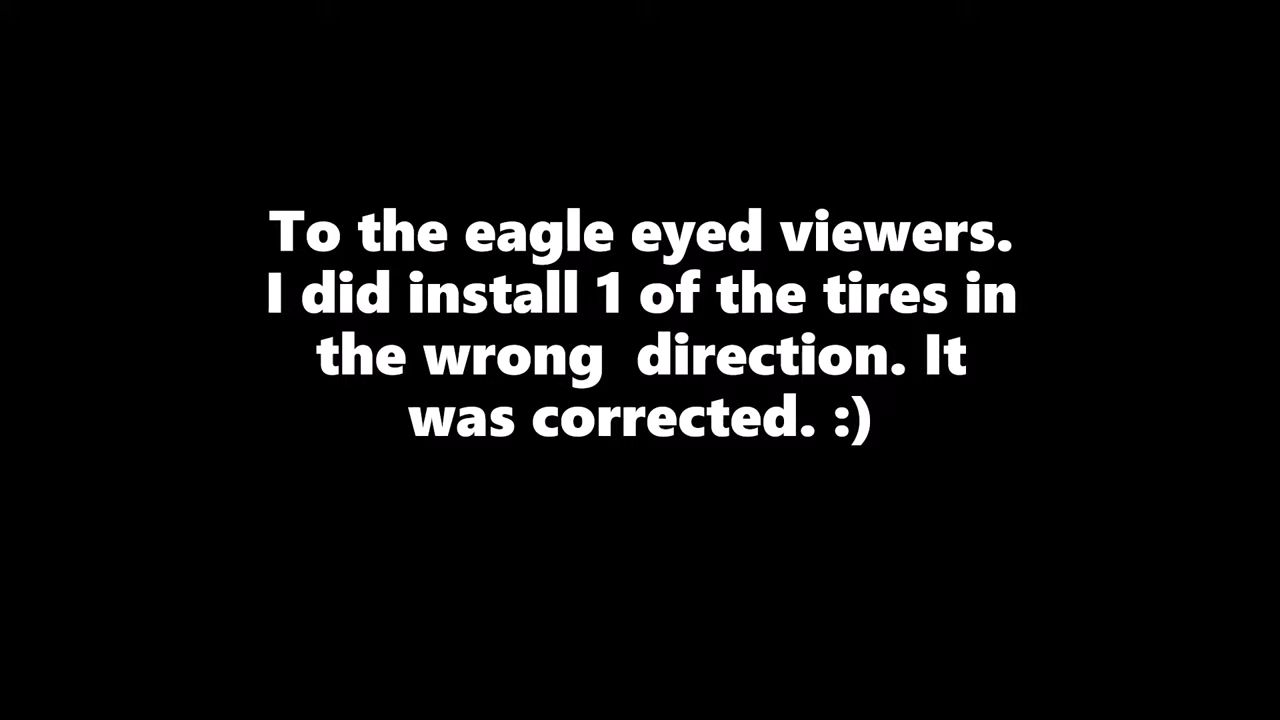 To the eagle eyed viewers.
I did install 1 of the tires in
the wrong  direction. It
was corrected. :)